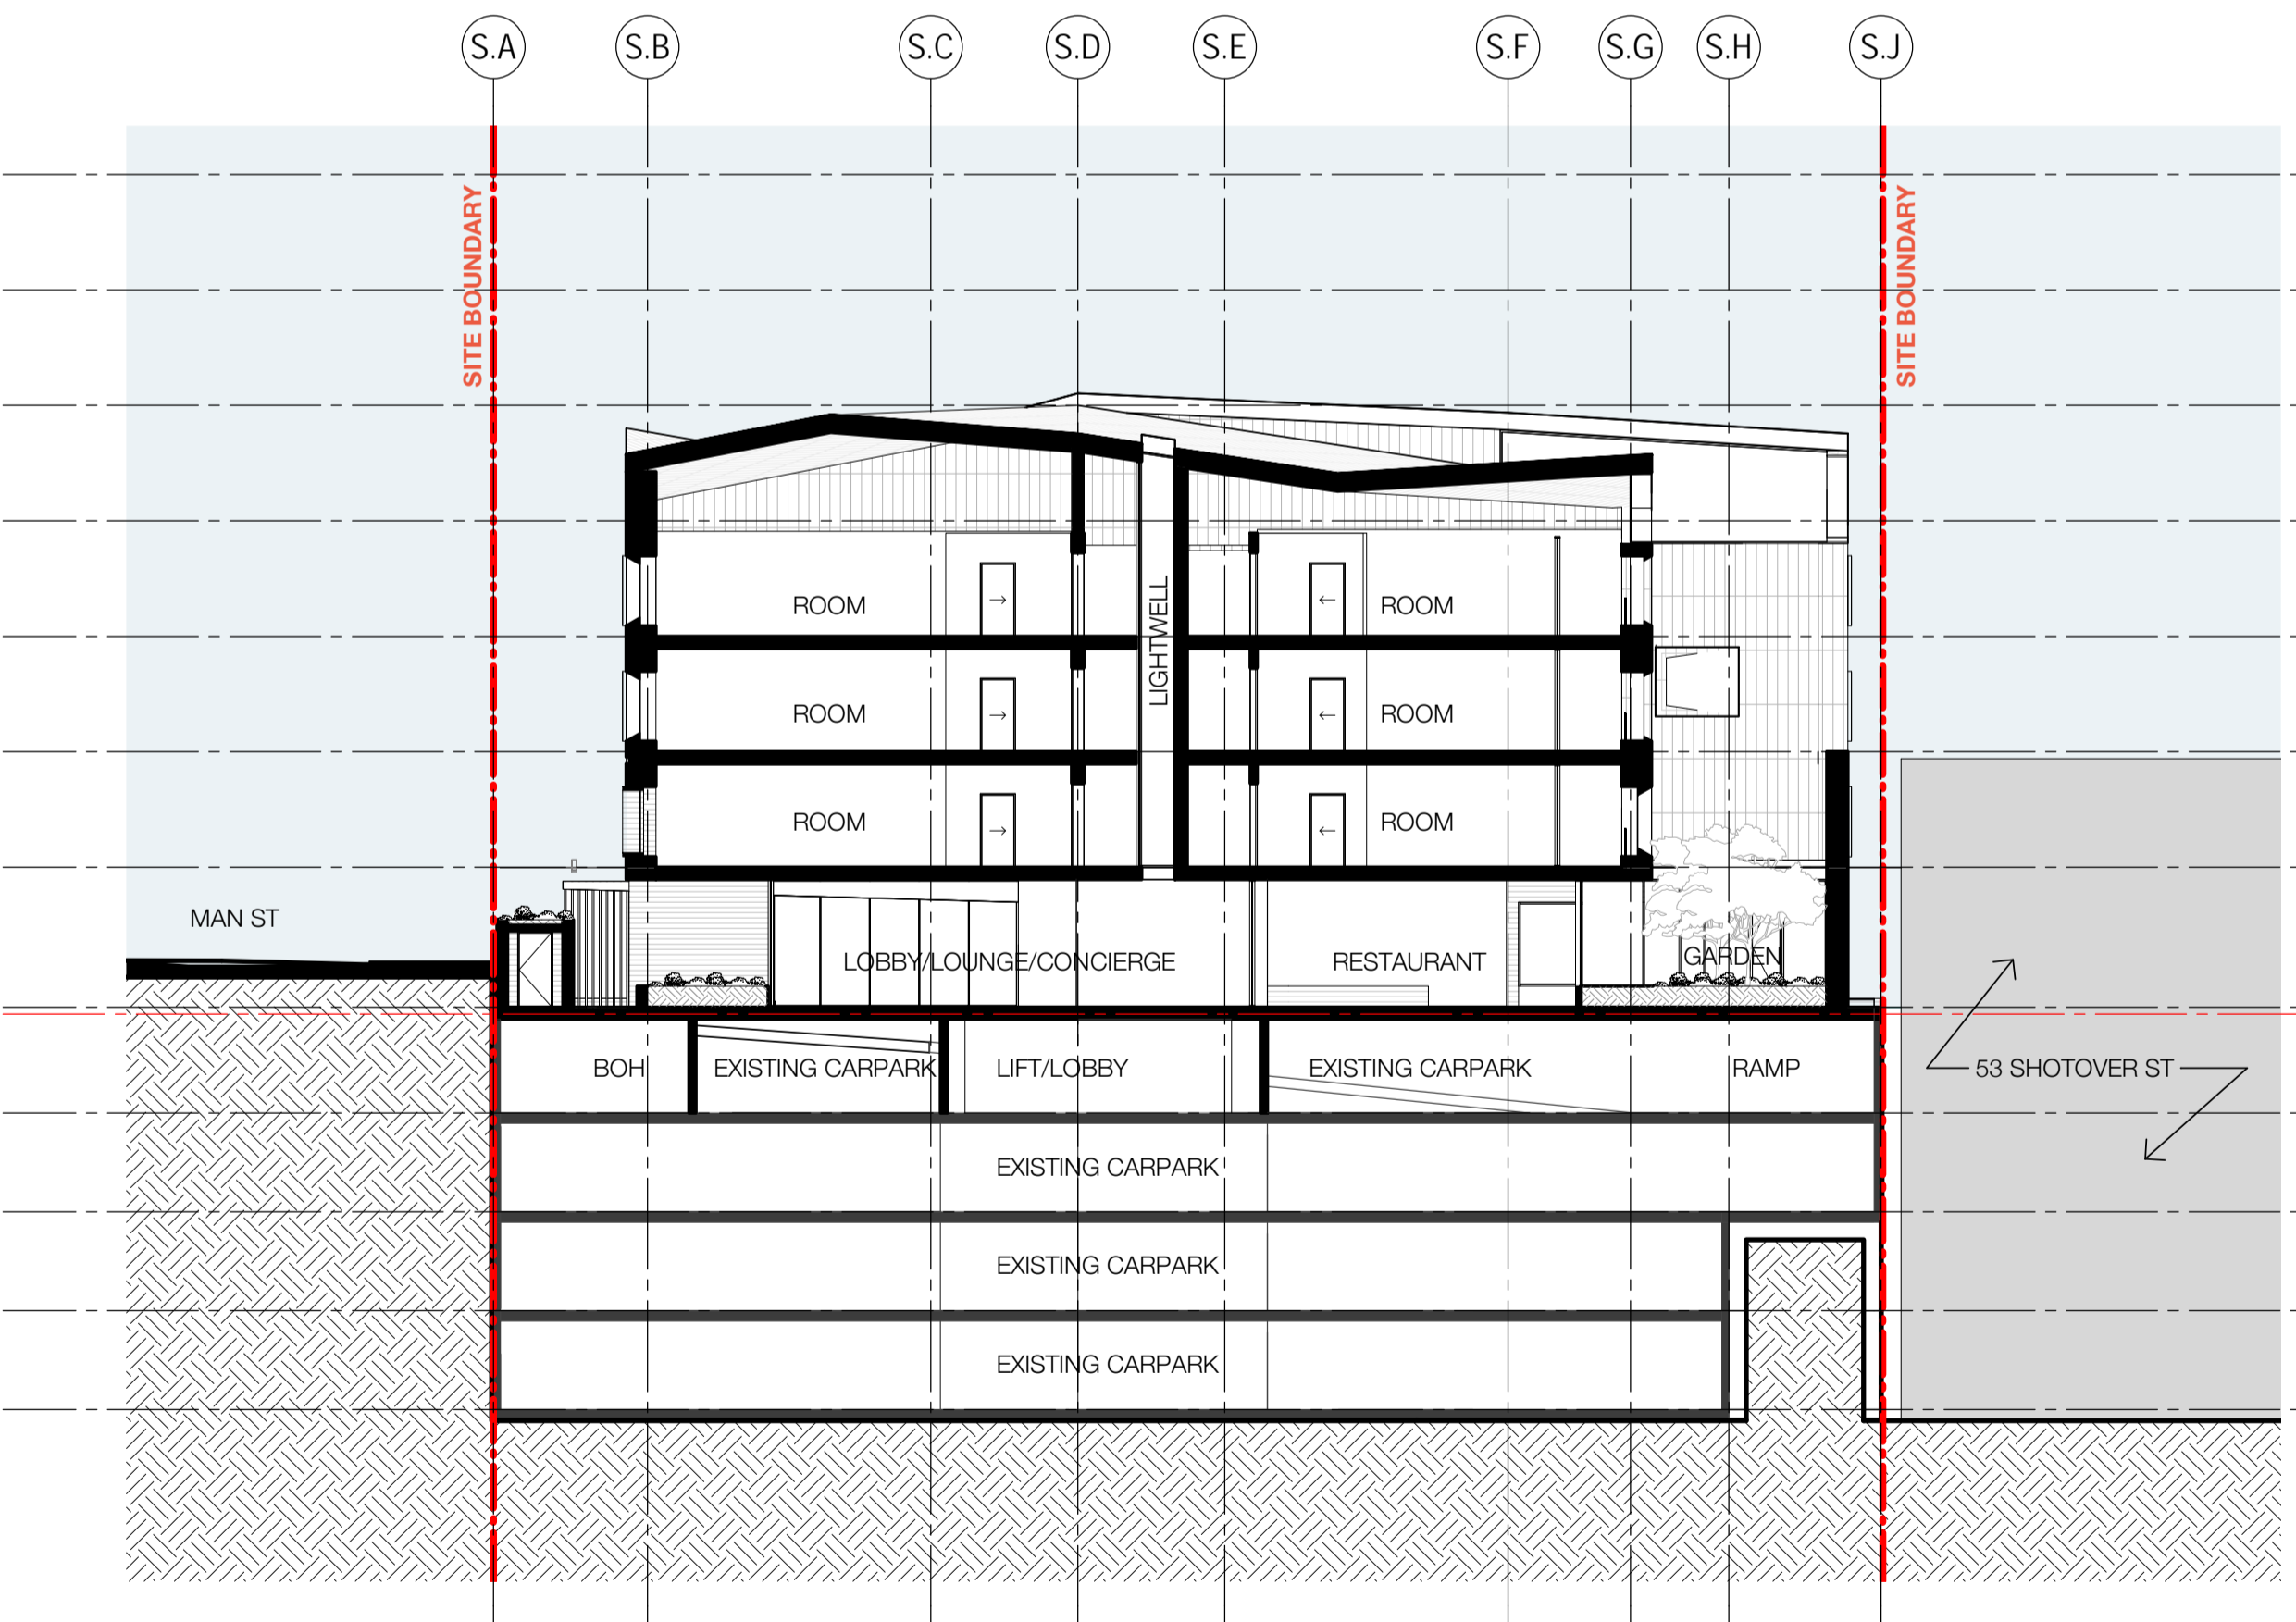 S.A
S.B
S.C
S.D
S.E
S.F
S.G
S.H
S.J
SITE BOUNDARY
SITE BOUNDARY
LIGHTWELL
ROOM
ROOM
ROOM
ROOM
ROOM
ROOM
MAN ST
LOBBY/LOUNGE/CONCIERGE
RESTAURANT
GARDEN
BOH
EXISTING CARPARK
LIFT/LOBBY
EXISTING CARPARK
RAMP
53 SHOTOVER ST
EXISTING CARPARK
EXISTING CARPARK
EXISTING CARPARK